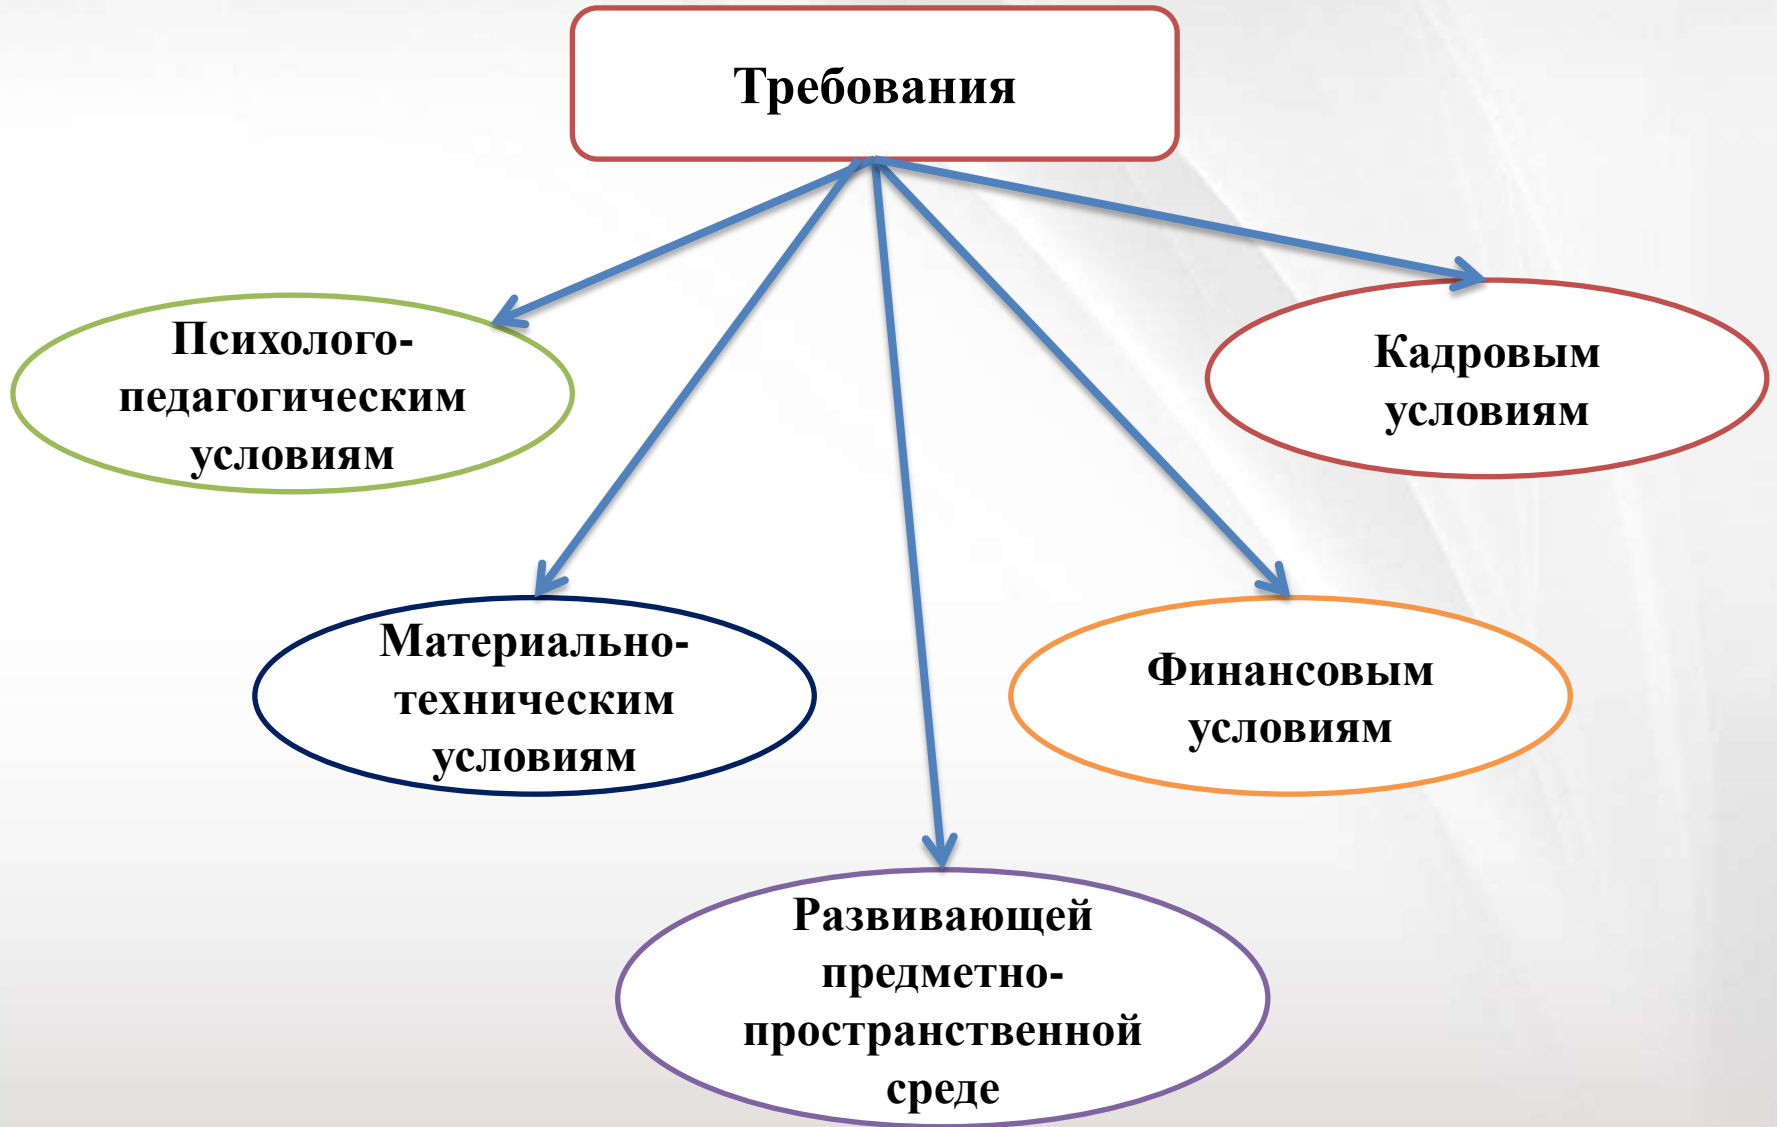 Требования
Психолого-
педагогическим
условиям
Кадровым
условиям
Материально-
техническим
условиям
Финансовым
условиям
Развивающей
предметно-
пространственной
среде